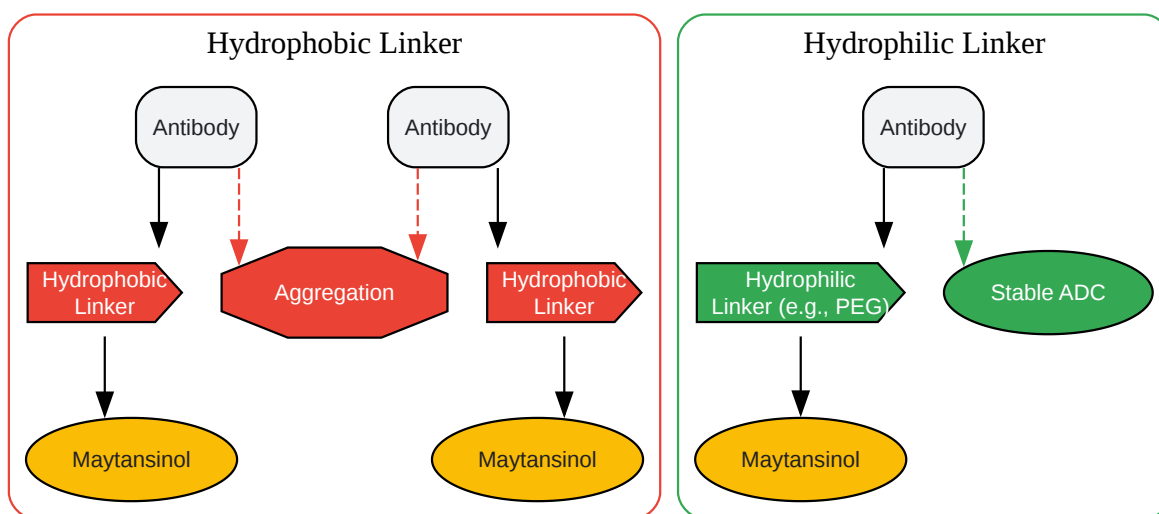 Hydrophobic Linker
Antibody
Antibody
Hydrophobic
Linker
Aggregation
Hydrophobic
Linker
Maytansinol
Maytansinol
Hydrophilic Linker
Antibody
Hydrophilic
Linker (e.g., PEG)
Stable ADC
Maytansinol